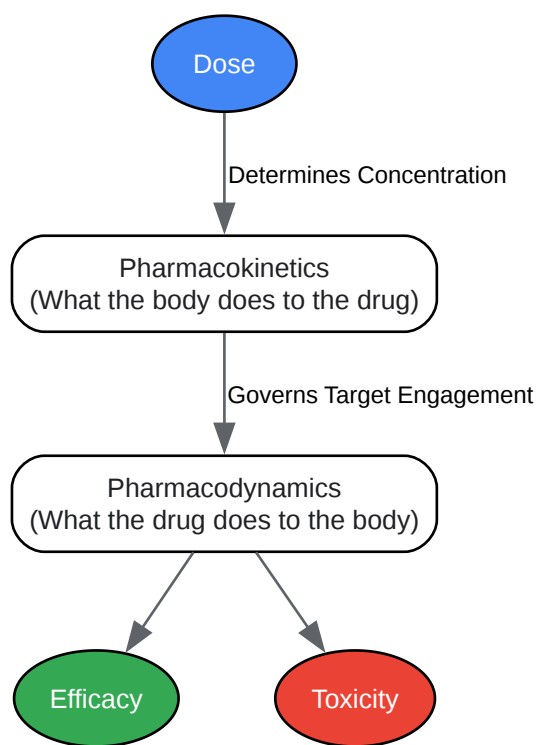 Dose
Determines Concentration
Pharmacokinetics
(What the body does to the drug)
Governs Target Engagement
Pharmacodynamics
(What the drug does to the body)
Efficacy
Toxicity